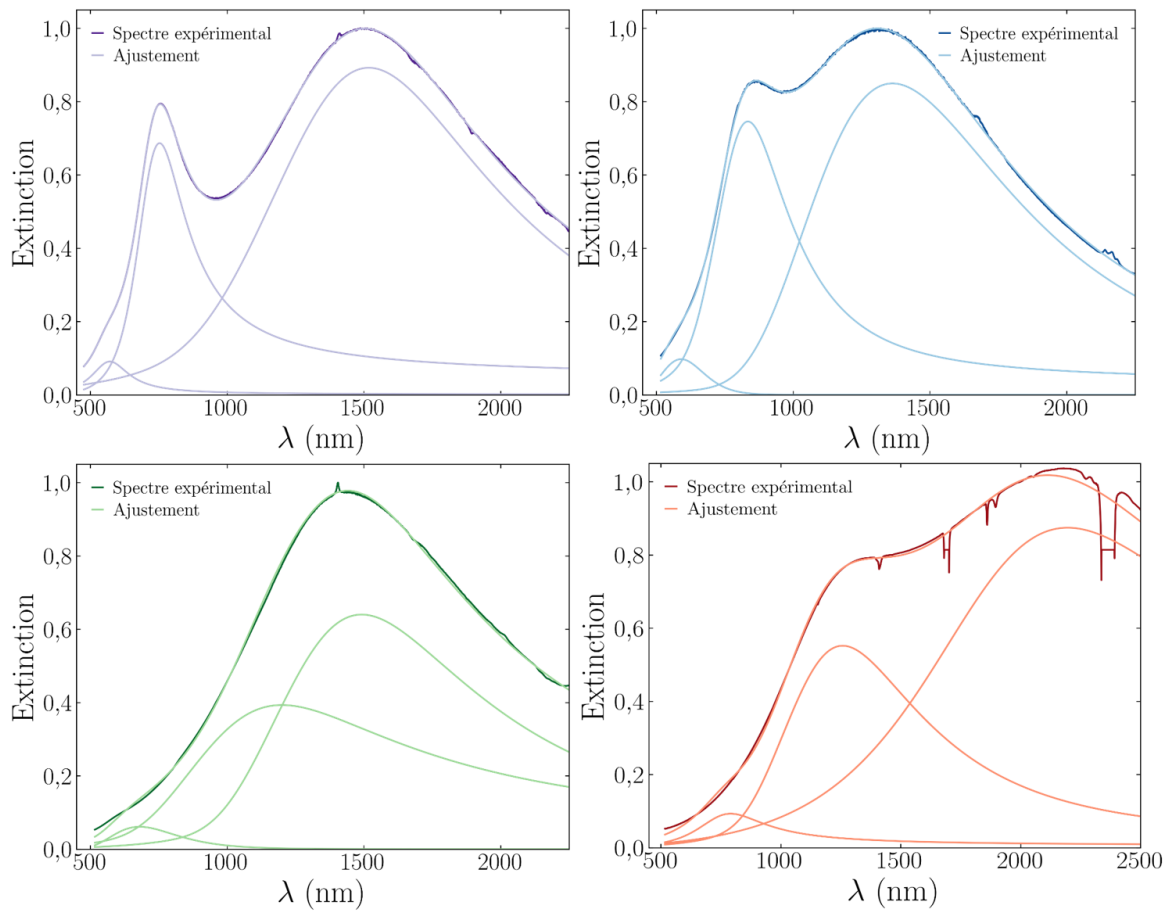 Extinction
1,0
0,8
0,6
0,4
0,2
0,0
Spectre expérimental
Ajustement
500 1000 1500 2000
λ (nm)
Extinction
1,0
0,8
0,6
0,4
0,2
0,0
Spectre expérimental
Ajustement
500 1000 1500 2000
λ (nm)
Extinction
1,0
0,8
0,6
0,4
0,2
0,0
Spectre expérimental
Ajustement
500 1000 1500 2000
λ (nm)
Extinction
1,0
0,8
0,6
0,4
0,2
0,0
Spectre expérimental
Ajustement
500 1000 1500 2000 2500
λ (nm)